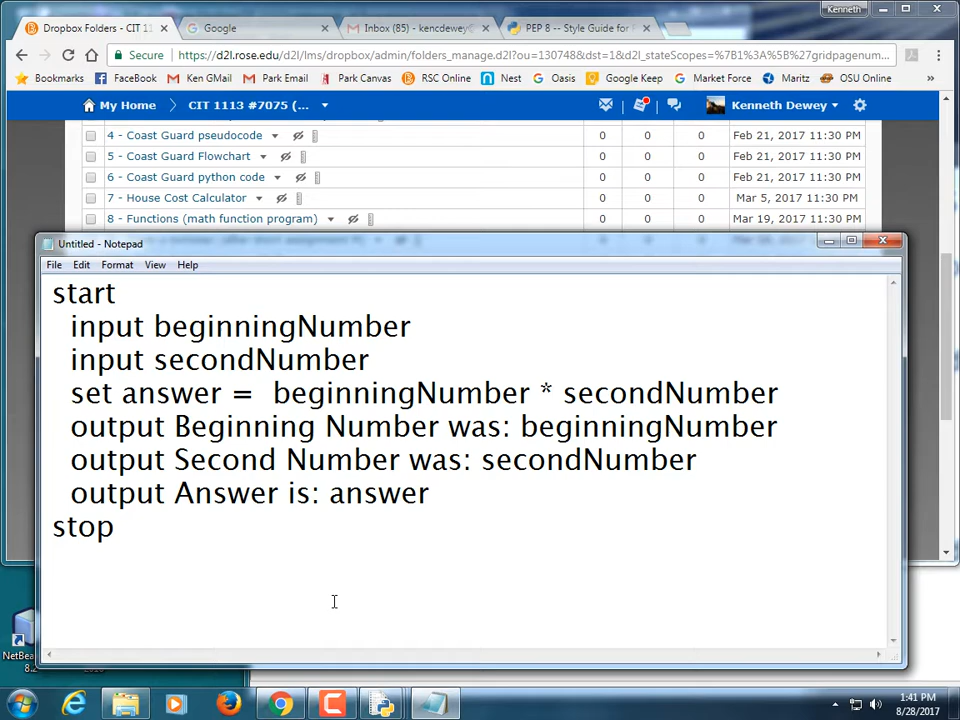 Kenneth
Dropbox Folders - CIT 11
Google
Inbox (85) - kencdewey@
PEP 8 -- Style Guide for P
Secure https://d2l.rose.edu/d2l/lms/dropbox/admin/folders_manage.d2l?ou=130748&dst=1&d2l_stateScopes=%7B1%3A%5B%27gridpagenum...
Bookmarks FaceBook Ken GMail Park Email Park Canvas RSC Online Nest Oasis Google Keep Market Force Maritz OSU Online »
My Home CIT 1113 #7075 (... Kenneth Dewey
4 - Coast Guard pseudocode 0 0 0 Feb 21, 2017 11:30 PM
5 - Coast Guard Flowchart 0 0 0 Feb 21, 2017 11:30 PM
6 - Coast Guard python code 0 0 0 Feb 21, 2017 11:30 PM
7 - House Cost Calculator 0 0 0 Mar 5, 2017 11:30 PM
8 - Functions (math function program) 0 0 0 Mar 19, 2017 11:30 PM
Untitled - Notepad
File Edit Format View Help
start
input beginningNumber
input secondNumber
set answer = beginningNumber * secondNumber
output Beginning Number was: beginningNumber
output Second Number was: secondNumber
output Answer is: answer
stop
NetBea
8.2
1:41 PM
8/28/2017